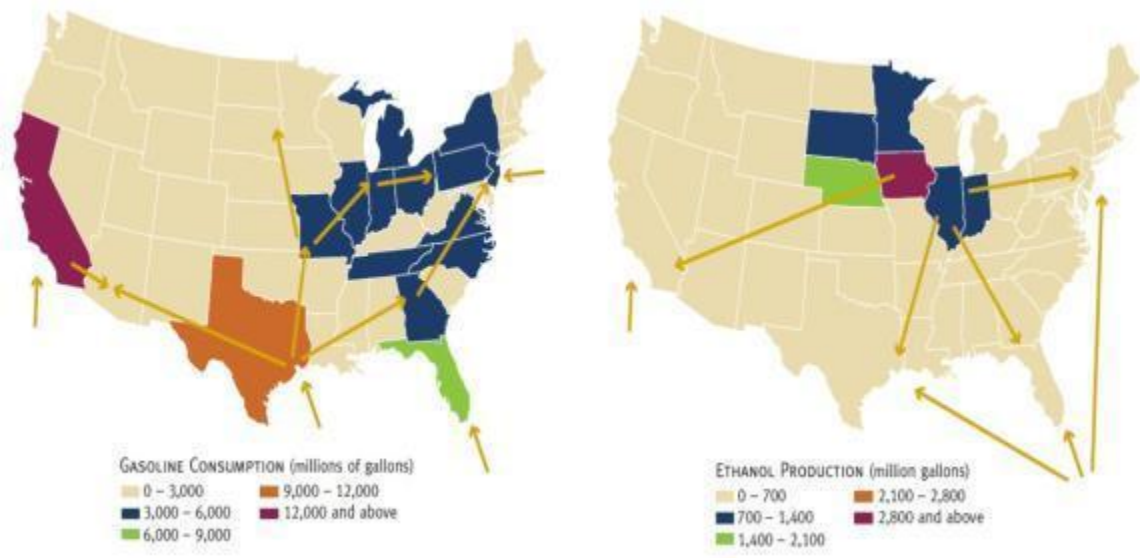 GASOLINE CONSUMPTION (millions of gallons)
0 – 3,000
9,000 – 12,000
3,000 – 6,000
12,000 and above
6,000 – 9,000
ETHANOL PRODUCTION (million gallons)
0 – 700
2,100 – 2,800
700 – 1,400
2,800 and above
1,400 – 2,100